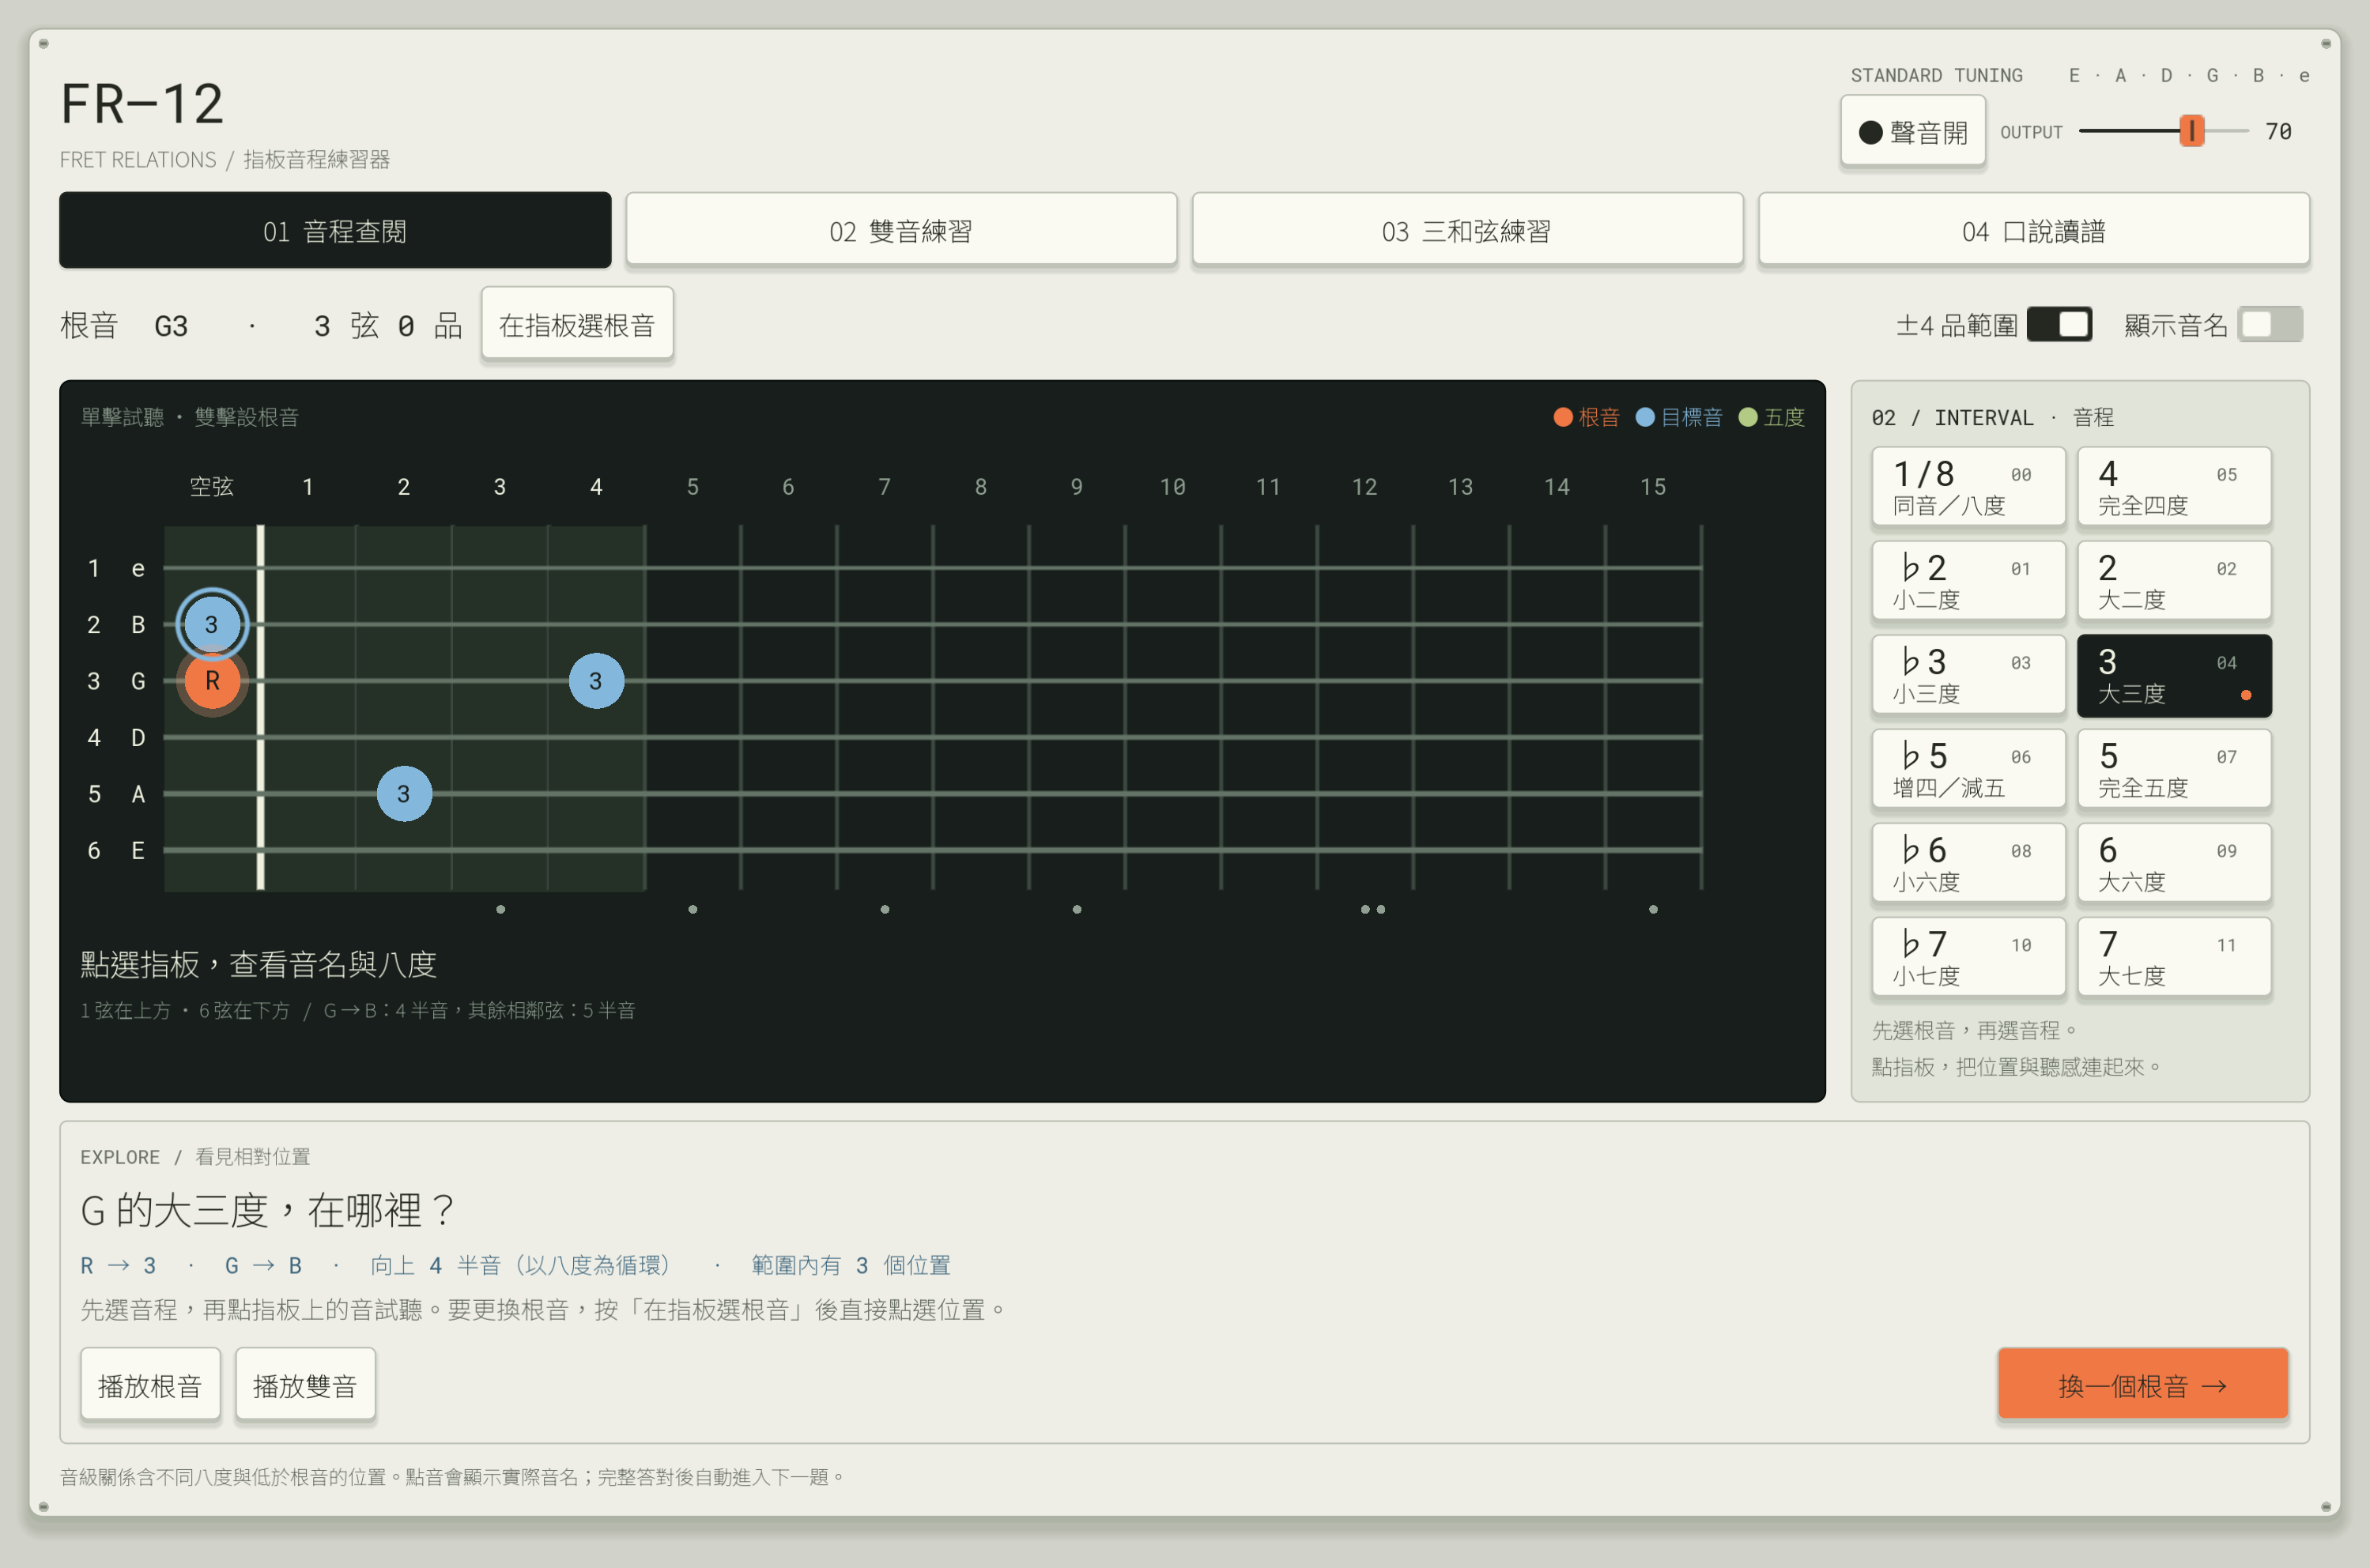 FR—12
FRET RELATIONS / 指板音程練習器
STANDARD TUNING E · A · D · G · B · e
聲音開 OUTPUT 70
01 音程查閱
02 雙音練習
03 三和弦練習
04 口說讀譜
根音 G3 · 3 弦 0 品 在指板選根音
±4 品範圍 顯示音名
單擊試聽 · 雙擊設根音
根音 目標音 五度
空弦 1 2 3 4 5 6 7 8 9 10 11 12 13 14 15
1 e
2 B 3
3 G R 3
4 D
5 A 3
6 E
點選指板，查看音名與八度
1 弦在上方 · 6 弦在下方 / G→B：4 半音，其餘相鄰弦：5 半音
02 / INTERVAL · 音程
1/8 00
同音／八度
4 05
完全四度
♭2 01
小二度
2 02
大二度
♭3 03
小三度
3 04
大三度
♭5 06
增四／減五
5 07
完全五度
♭6 08
小六度
6 09
大六度
♭7 10
小七度
7 11
大七度
先選根音，再選音程。
點指板，把位置與聽感連起來。
EXPLORE / 看見相對位置
G 的大三度，在哪裡？
R → 3 · G → B · 向上 4 半音（以八度為循環） · 範圍內有 3 個位置
先選音程，再點指板上的音試聽。要更換根音，按「在指板選根音」後直接點選位置。
播放根音
播放雙音
換一個根音 →
音級關係含不同八度與低於根音的位置。點音會顯示實際音名；完整答對後自動進入下一題。